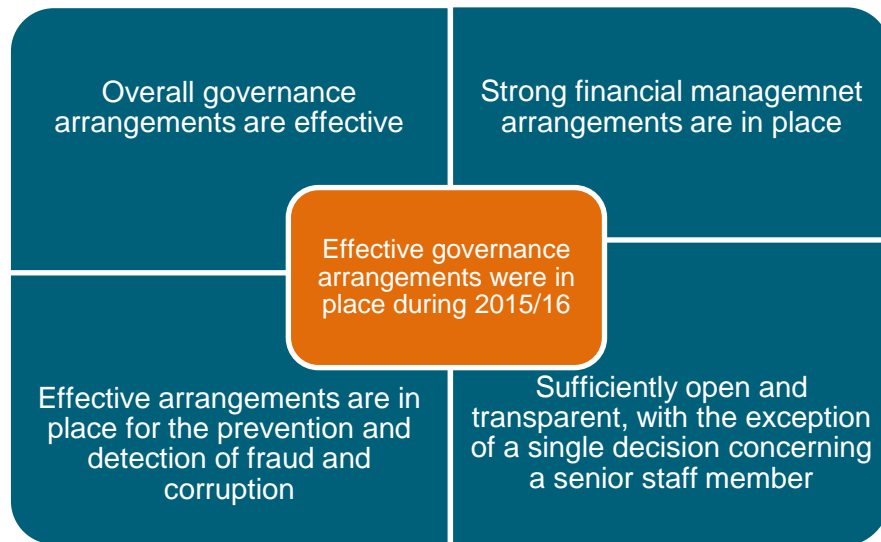 Overall governance
arrangements are effective
Strong financial managemnet
arrangements are in place
Effective governance
arrangements were in
place during 2015/16
Effective arrangements are in
place for the prevention and
detection of fraud and
corruption
Sufficiently open and
transparent, with the exception
of a single decision concerning
a senior staff member